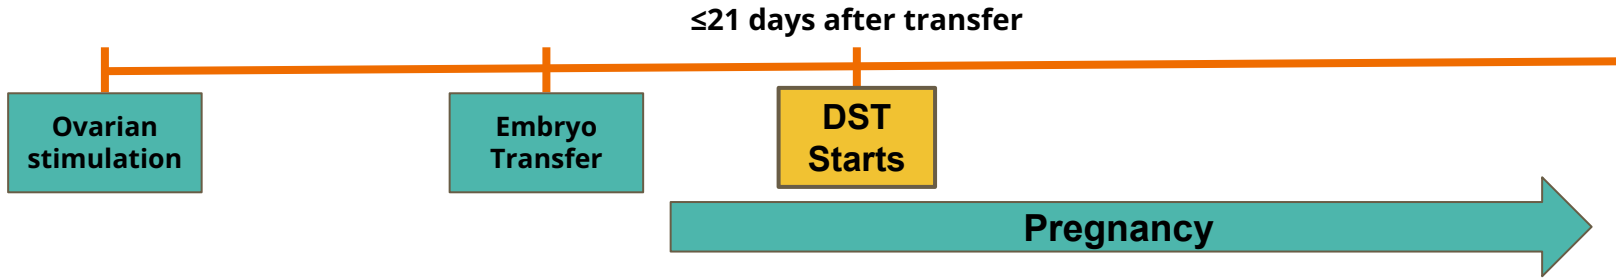 ≤21 days after transfer
Ovarian
stimulation
Embryo
Transfer
DST
Starts
Pregnancy